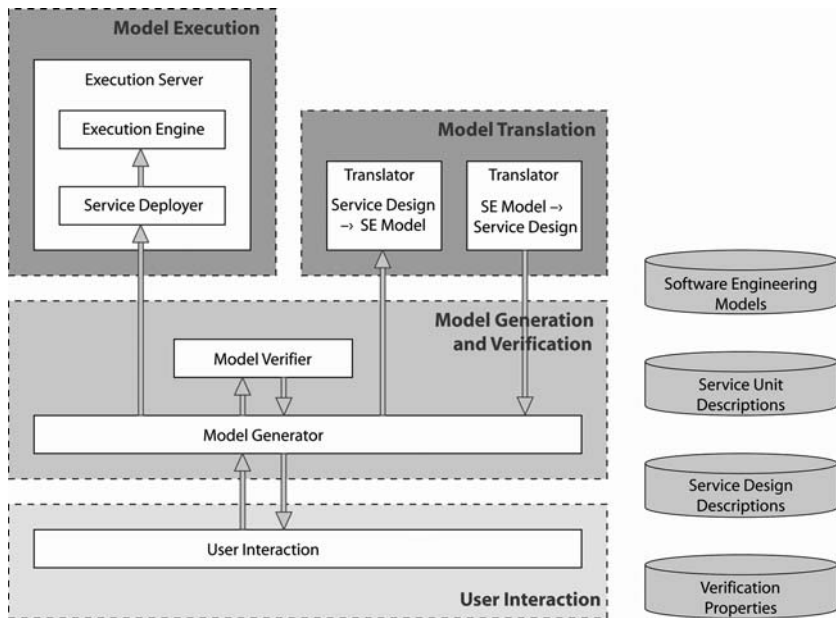 Model Execution
Execution Server
Execution Engine
Service Deployer
Model Translation
Translator
Service Design
–> SE Model
Translator
SE Model –>
Service Design
Model Generation
and Verification
Model Verifier
Model Generator
User Interaction
User Interaction
Software Engineering
Models
Service Unit
Descriptions
Service Design
Descriptions
Verification
Properties